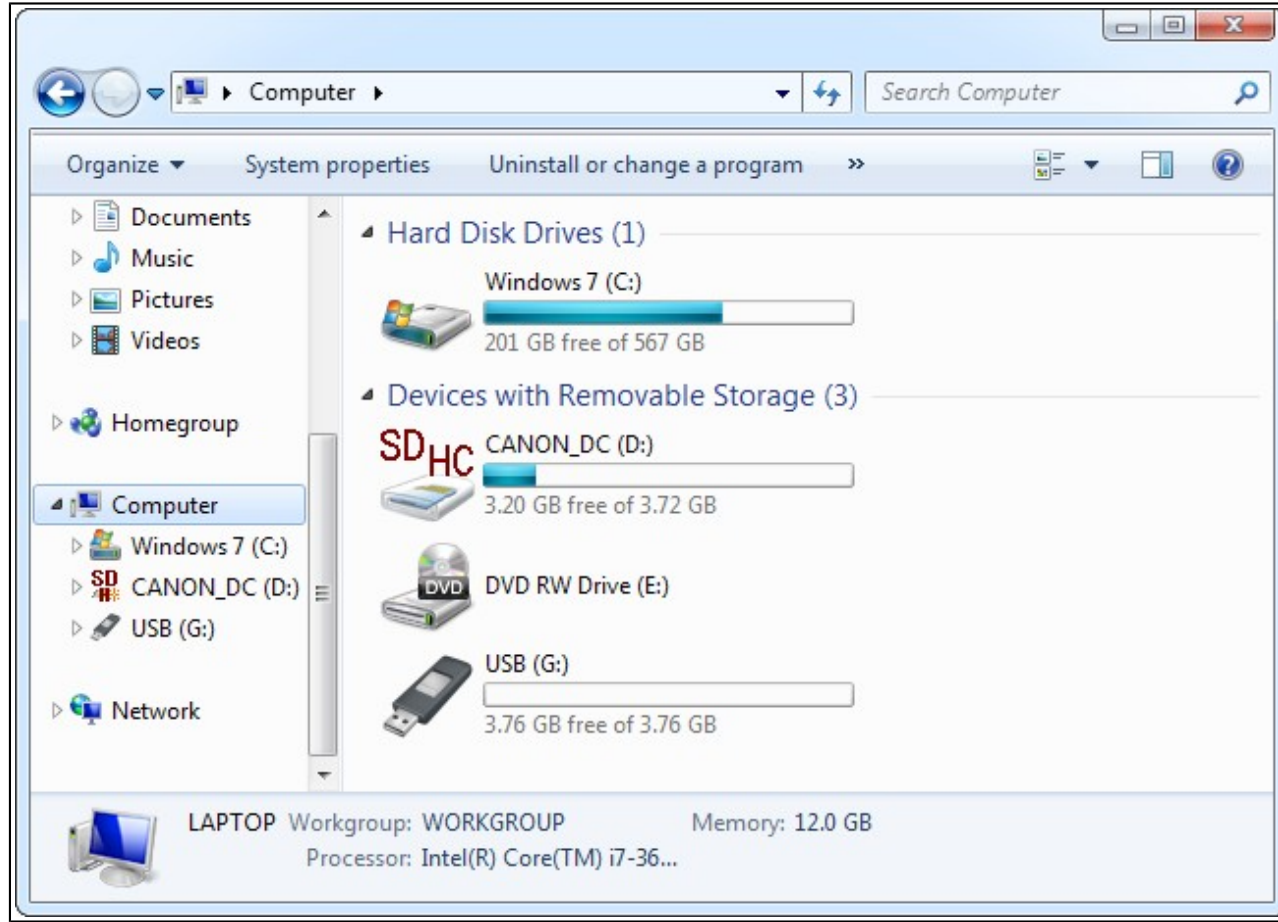 Computer
Search Computer
Organize System properties Uninstall or change a program »
Documents
Music
Pictures
Videos
Homegroup
Computer
Windows 7 (C:)
SD CANON_DC (D:)
USB (G:)
Network
Hard Disk Drives (1)
Windows 7 (C:)
201 GB free of 567 GB
Devices with Removable Storage (3)
SDHC CANON_DC (D:)
3.20 GB free of 3.72 GB
DVD DVD RW Drive (E:)
USB (G:)
3.76 GB free of 3.76 GB
LAPTOP Workgroup: WORKGROUP Memory: 12.0 GB
Processor: Intel(R) Core(TM) i7-36...